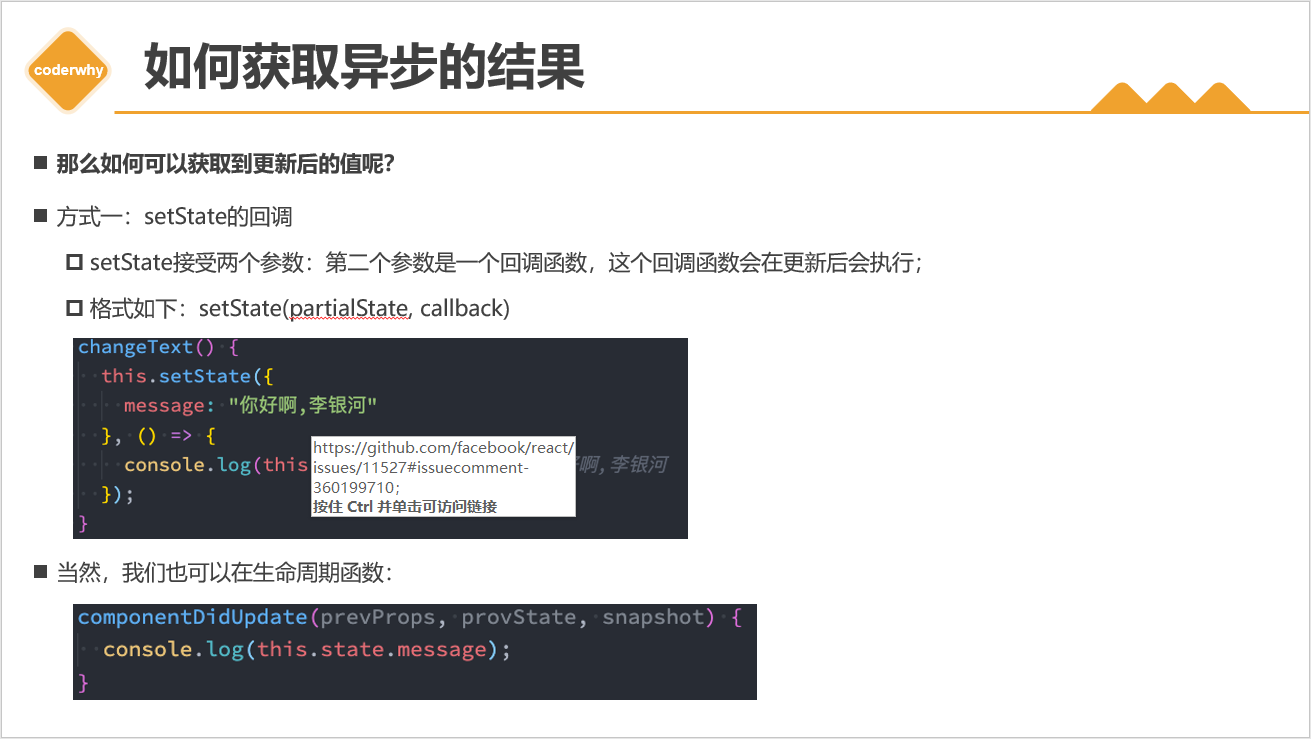 coderwhy
如何获取异步的结果
那么如何可以获取到更新后的值呢？
方式一：setState的回调
setState接受两个参数：第二个参数是一个回调函数，这个回调函数会在更新后会执行；
格式如下：setState(partialState, callback)
changeText() {
this.setState({
message: "你好啊,李银河"
}, () => {
console.log(this
啊,李银河
});
}
https://github.com/facebook/react/
issues/11527#issuecomment-
360199710;
按住 Ctrl 并单击可访问链接
当然，我们也可以在生命周期函数：
componentDidUpdate(prevProps, provState, snapshot) {
console.log(this.state.message);
}